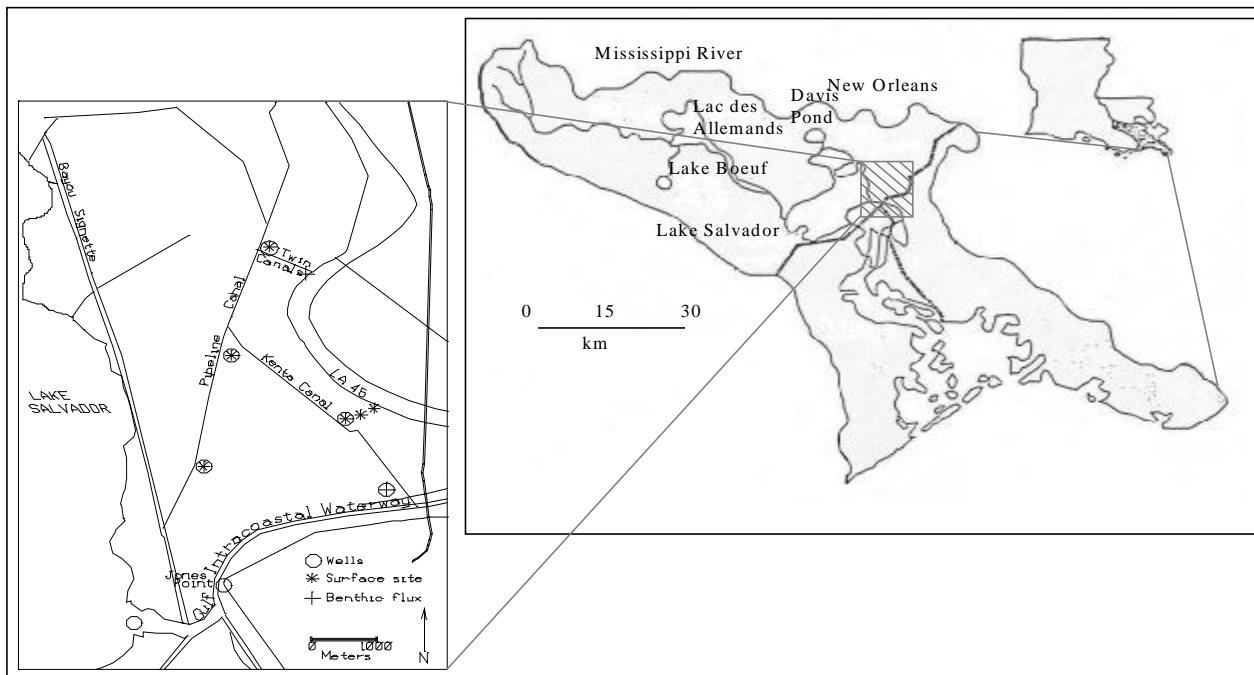 Mississippi River
New Orleans
Davis
Pond
Lac des
Allemands
Lake Boeuf
Lake Salvador
0 15 30
km
Bayou Signette
Twin
Canals
Pipeline Canal
Kenta Canal
LA 45
LAKE
SALVADOR
Gulf Intracoastal Waterway
Jones
Point
Wells
Surface site
Benthic flux
0 1000
Meters
N